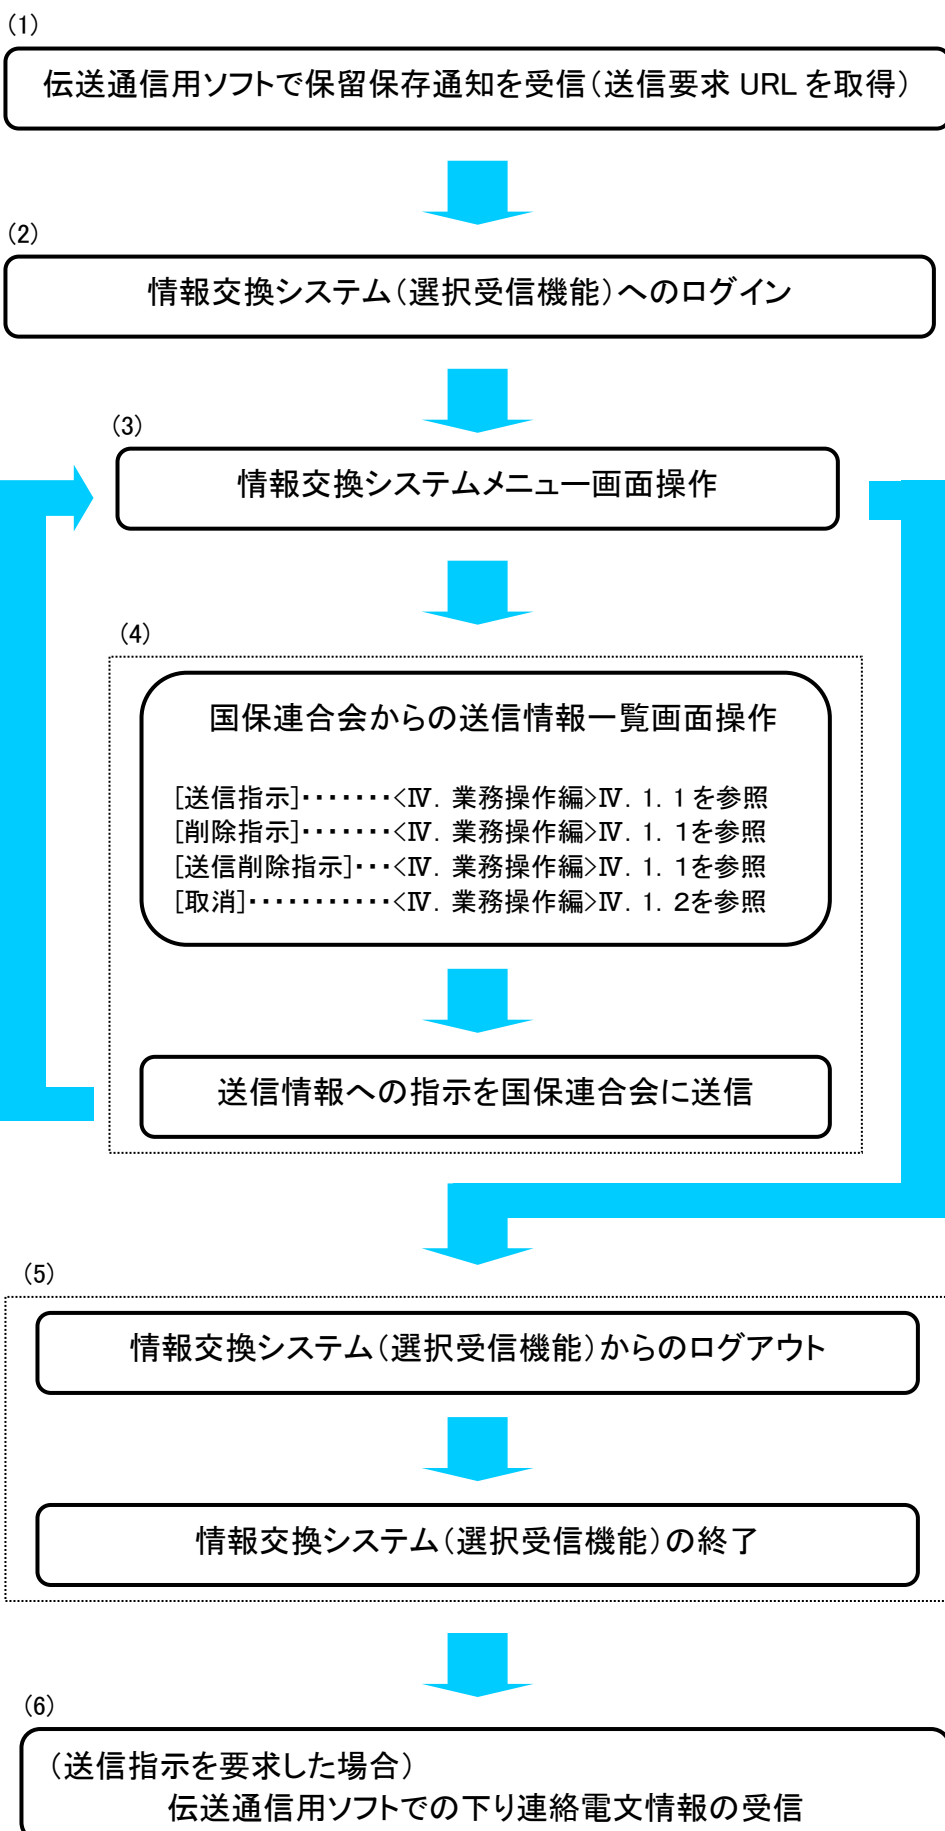 (1)
伝送通信用ソフトで保留保存通知を受信（送信要求 URL を取得）
(2)
情報交換システム（選択受信機能）へのログイン
(3)
情報交換システムメニュー画面操作
(4)
国保連合会からの送信情報一覧画面操作
[送信指示]・・・・・・・<Ⅳ．業務操作編>Ⅳ．１．１を参照
[削除指示]・・・・・・・<Ⅳ．業務操作編>Ⅳ．１．１を参照
[送信削除指示]・・・<Ⅳ．業務操作編>Ⅳ．１．１を参照
[取消]・・・・・・・・・・・<Ⅳ．業務操作編>Ⅳ．１．２を参照
送信情報への指示を国保連合会に送信
(5)
情報交換システム（選択受信機能）からのログアウト
情報交換システム（選択受信機能）の終了
(6)
（送信指示を要求した場合）
伝送通信用ソフトでの下り連絡電文情報の受信